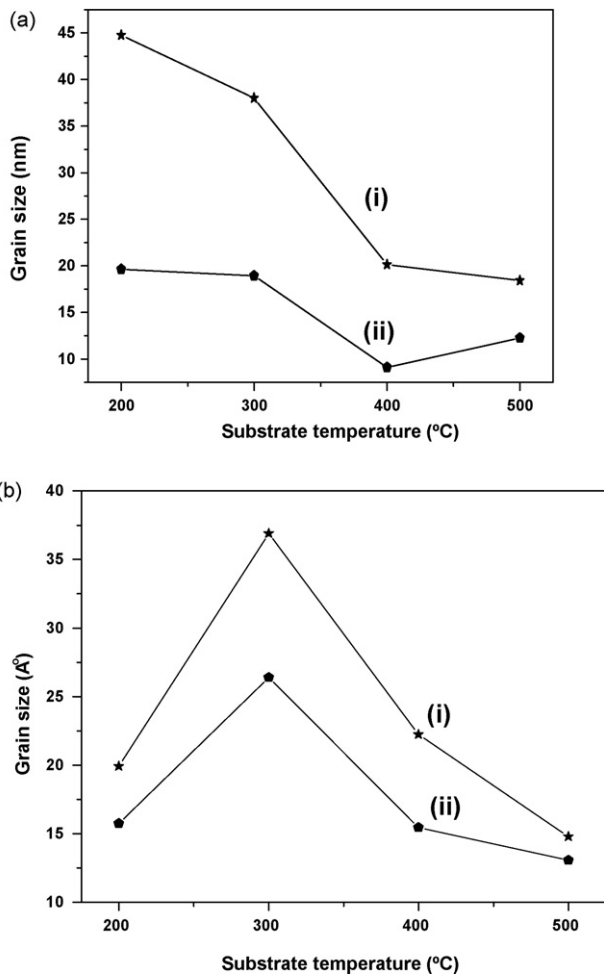 (a)
45
40
35
30
25
20
15
10
Grain size (nm)
(i)
(ii)
200 300 400 500
Substrate temperature (ºC)
(b)
40
35
30
25
20
15
10
Grain size (Aº)
(i)
(ii)
200 300 400 500
Substrate temperature (ºC)